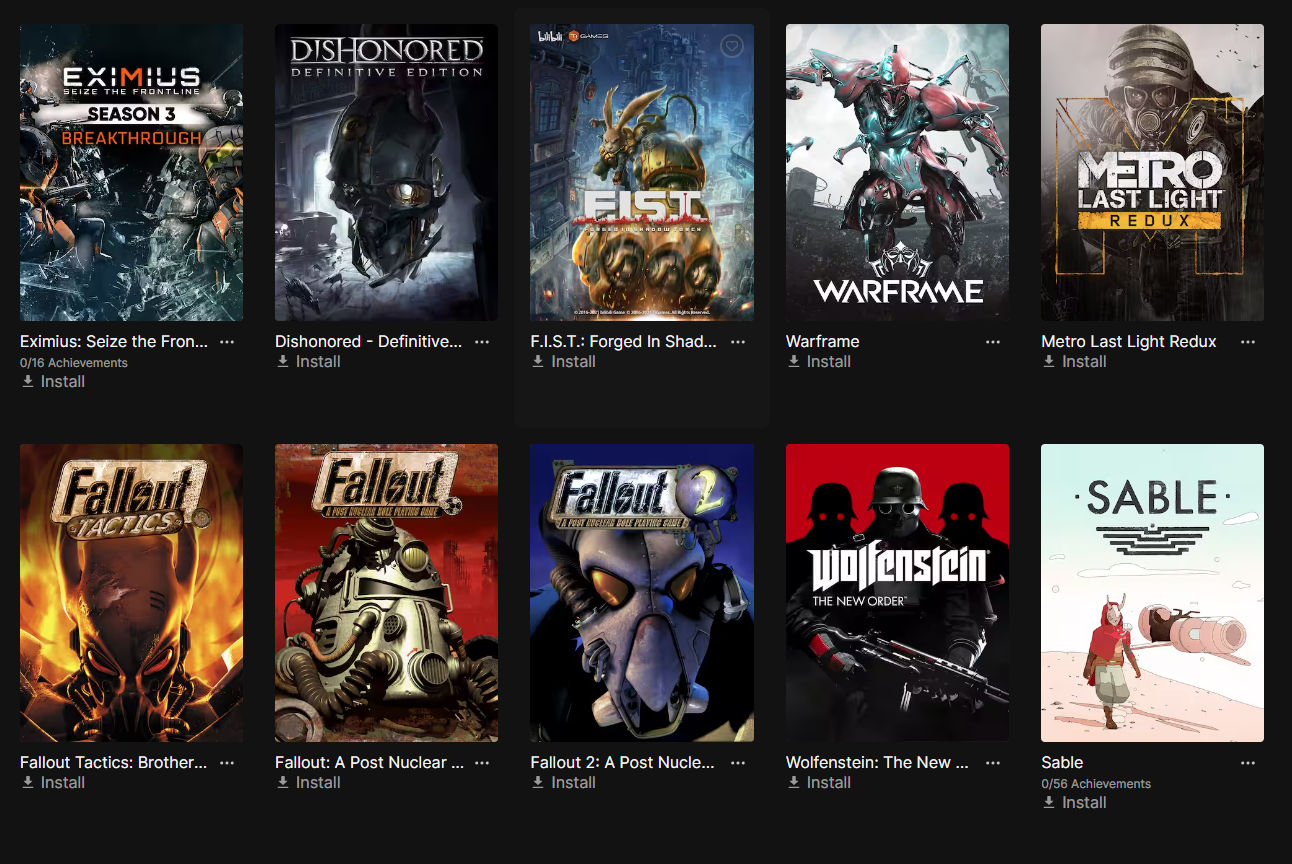 EXIMIUS
SEIZE THE FRONTLINE
SEASON 3
BREAKTHROUGH
DISHONORED
DEFINITIVE EDITION
bilibili GAMES
F.I.S.T.
FORGED IN SHADOW TORCH
WARFRAME
METRO
LAST LIGHT
REDUX
Eximius: Seize the Fron... ...
0/16 Achievements
Install
Dishonored - Definitive... ...
Install
F.I.S.T.: Forged In Shad... ...
Install
Warframe ...
Install
Metro Last Light Redux ...
Install
Fallout
TACTICS
Fallout
A POST NUCLEAR ROLE PLAYING GAME
Fallout 2
A POST NUCLEAR ROLE PLAYING GAME
Wolfenstein
THE NEW ORDER
· SABLE ·
Fallout Tactics: Brother... ...
Install
Fallout: A Post Nuclear ... ...
Install
Fallout 2: A Post Nucle... ...
Install
Wolfenstein: The New ... ...
Install
Sable ...
0/56 Achievements
Install